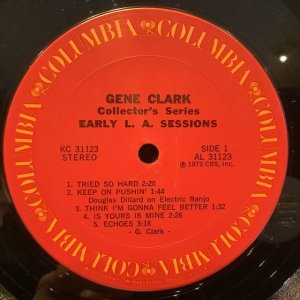 COLUMBIA COLUMBIA COLUMBIA COLUMBIA COLUMBIA COLUMBIA
GENE CLARK
Collector's Series
EARLY L. A. SESSIONS
KC 31123 SIDE 1
STEREO AL 31123
℗1972 CBS, Inc.
1. TRIED SO HARD 2:20
2. KEEP ON PUSHIN' 1:44
Douglas Dillard on Electric Banjo
3. THINK I'M GONNA FEEL BETTER 1:32
4. IS YOURS IS MINE 2:26
5. ECHOES 3:18
- G. Clark -